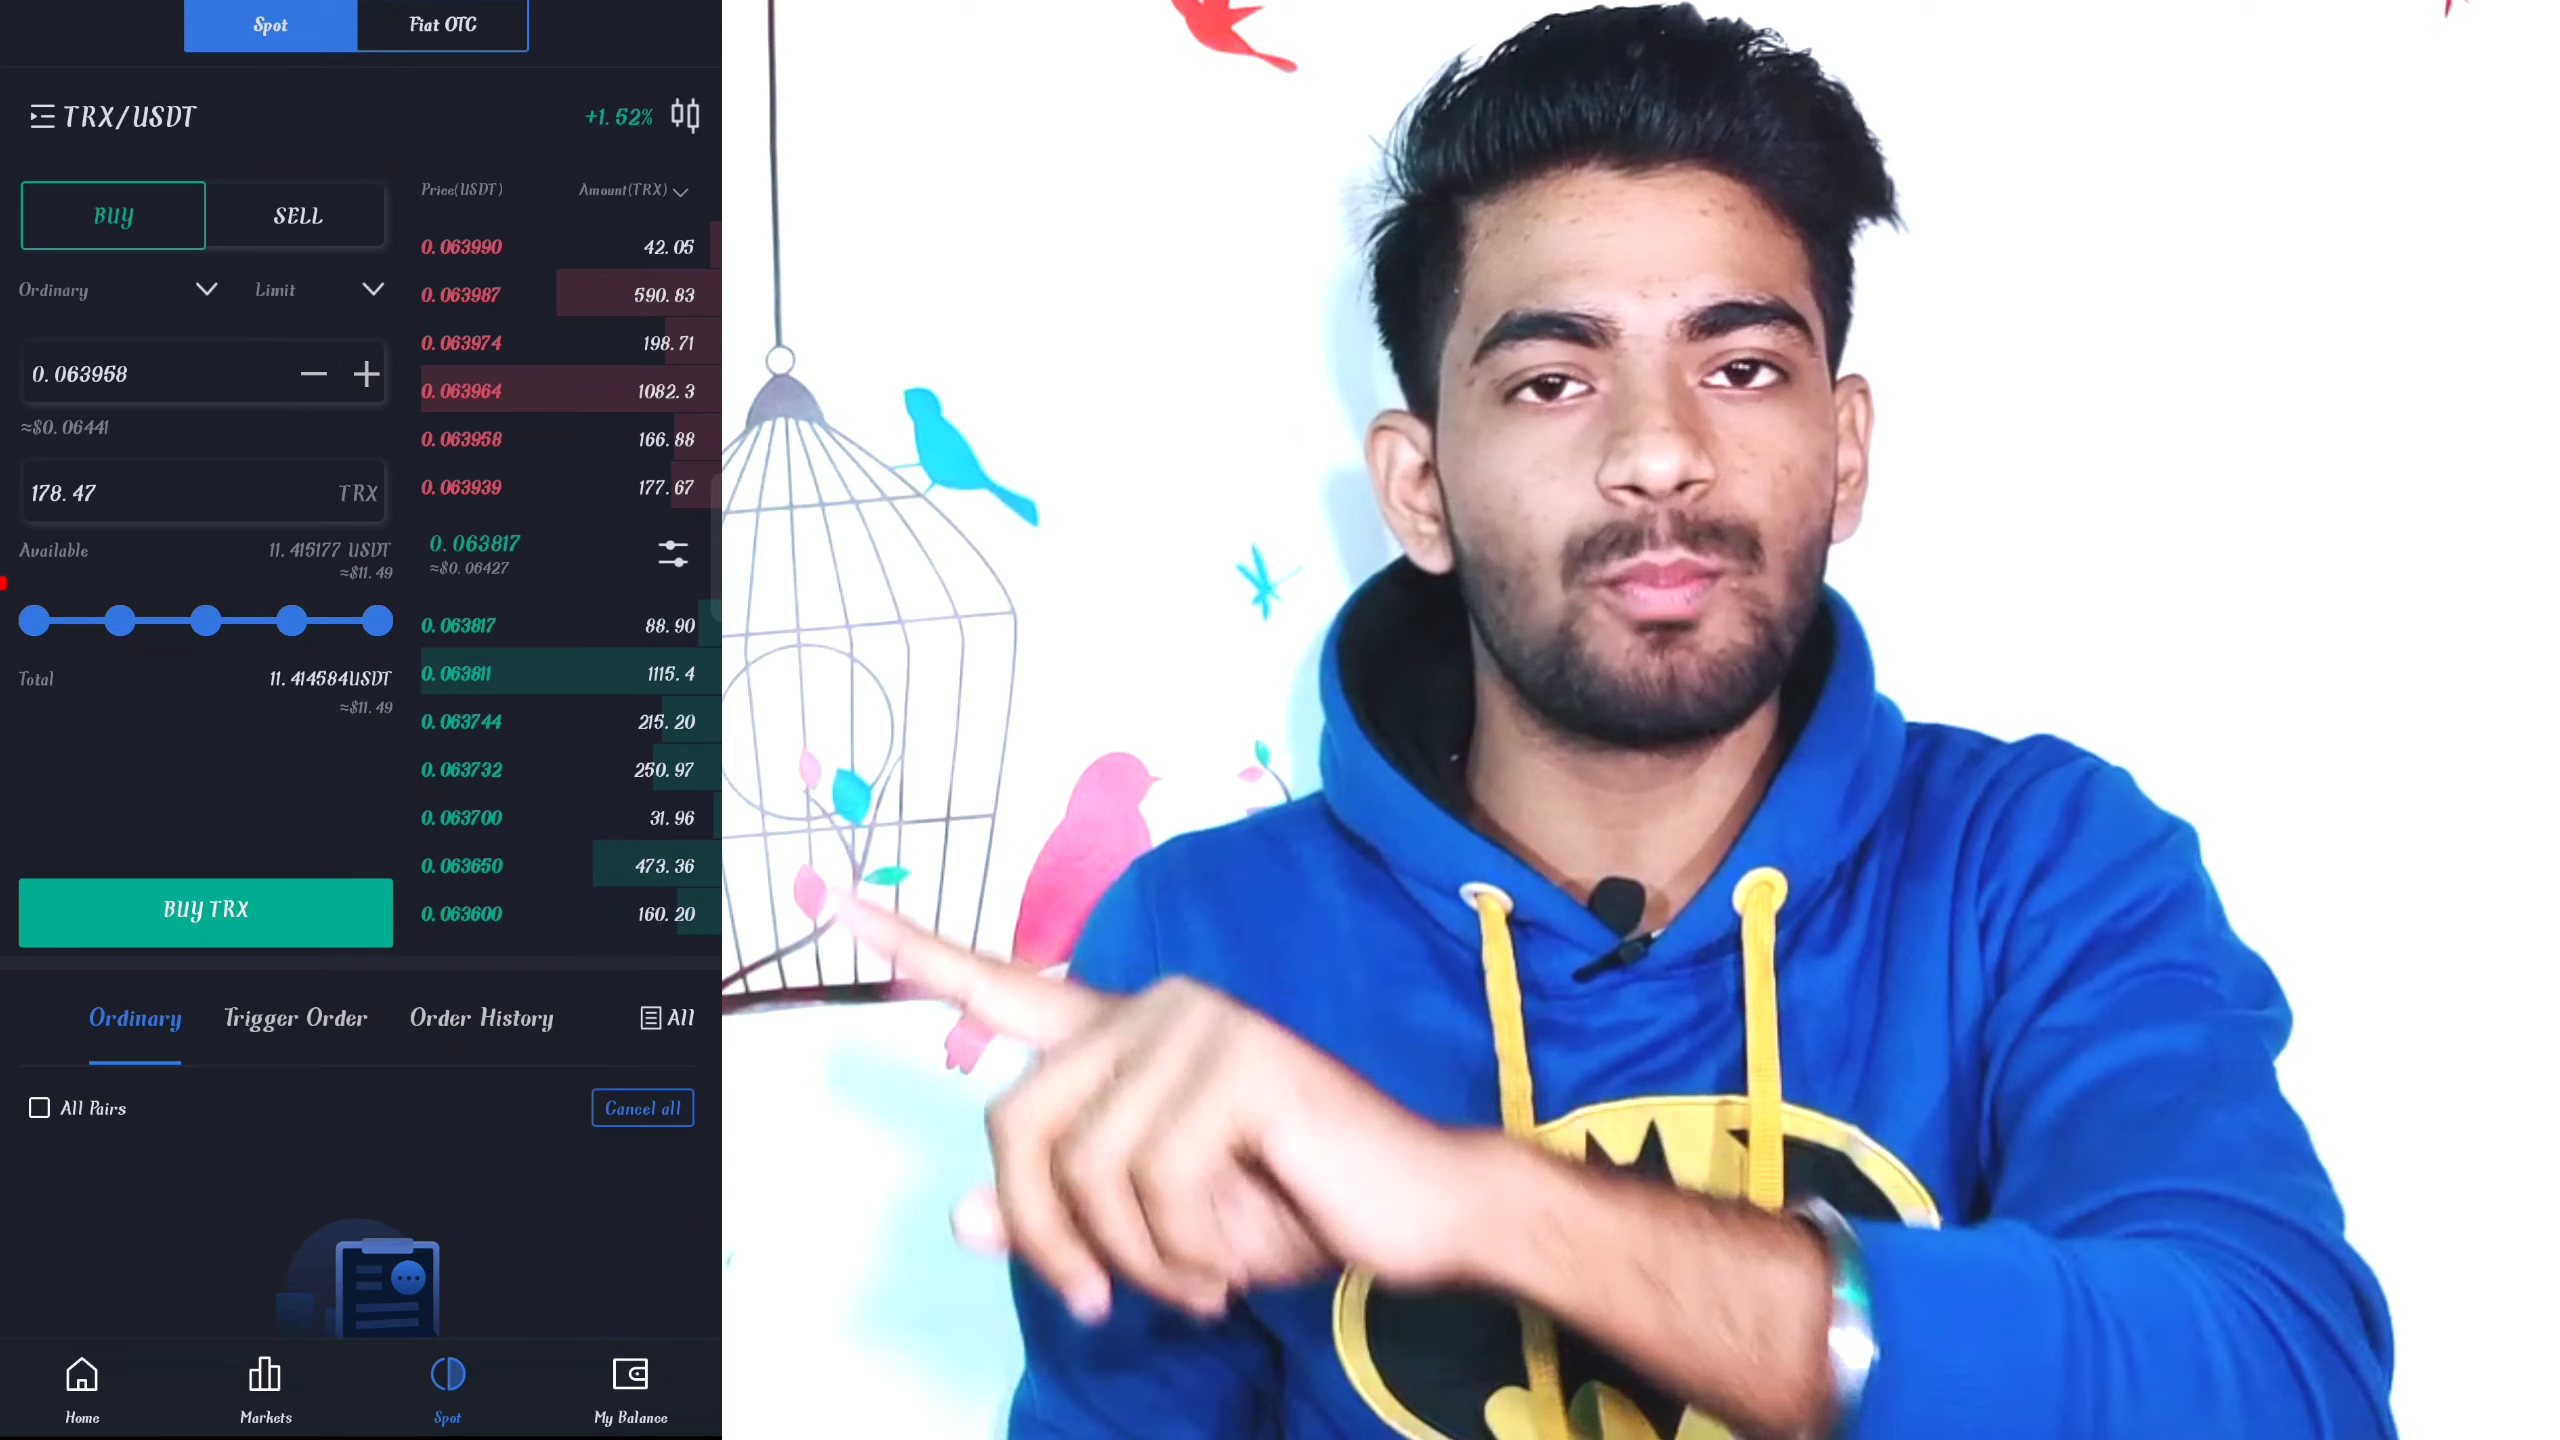 Spot Fiat OTC
TRX/USDT +1.52%
BUY SELL
Ordinary Limit
0.063958
≈$0.06441
178.47 TRX
Available 11.415177 USDT
≈$11.49
Total 11.414584USDT
≈$11.49
BUY TRX
Price(USDT) Amount(TRX)
0.063990 42.05
0.063987 590.83
0.063974 198.71
0.063964 1082.3
0.063958 166.88
0.063939 177.67
0.063817
≈$0.06427
0.063817 88.90
0.063811 1115.4
0.063744 215.20
0.063732 250.97
0.063700 31.96
0.063650 473.36
0.063600 160.20
Ordinary Trigger Order Order History All
All Pairs Cancel all
Home Markets Spot My Balance